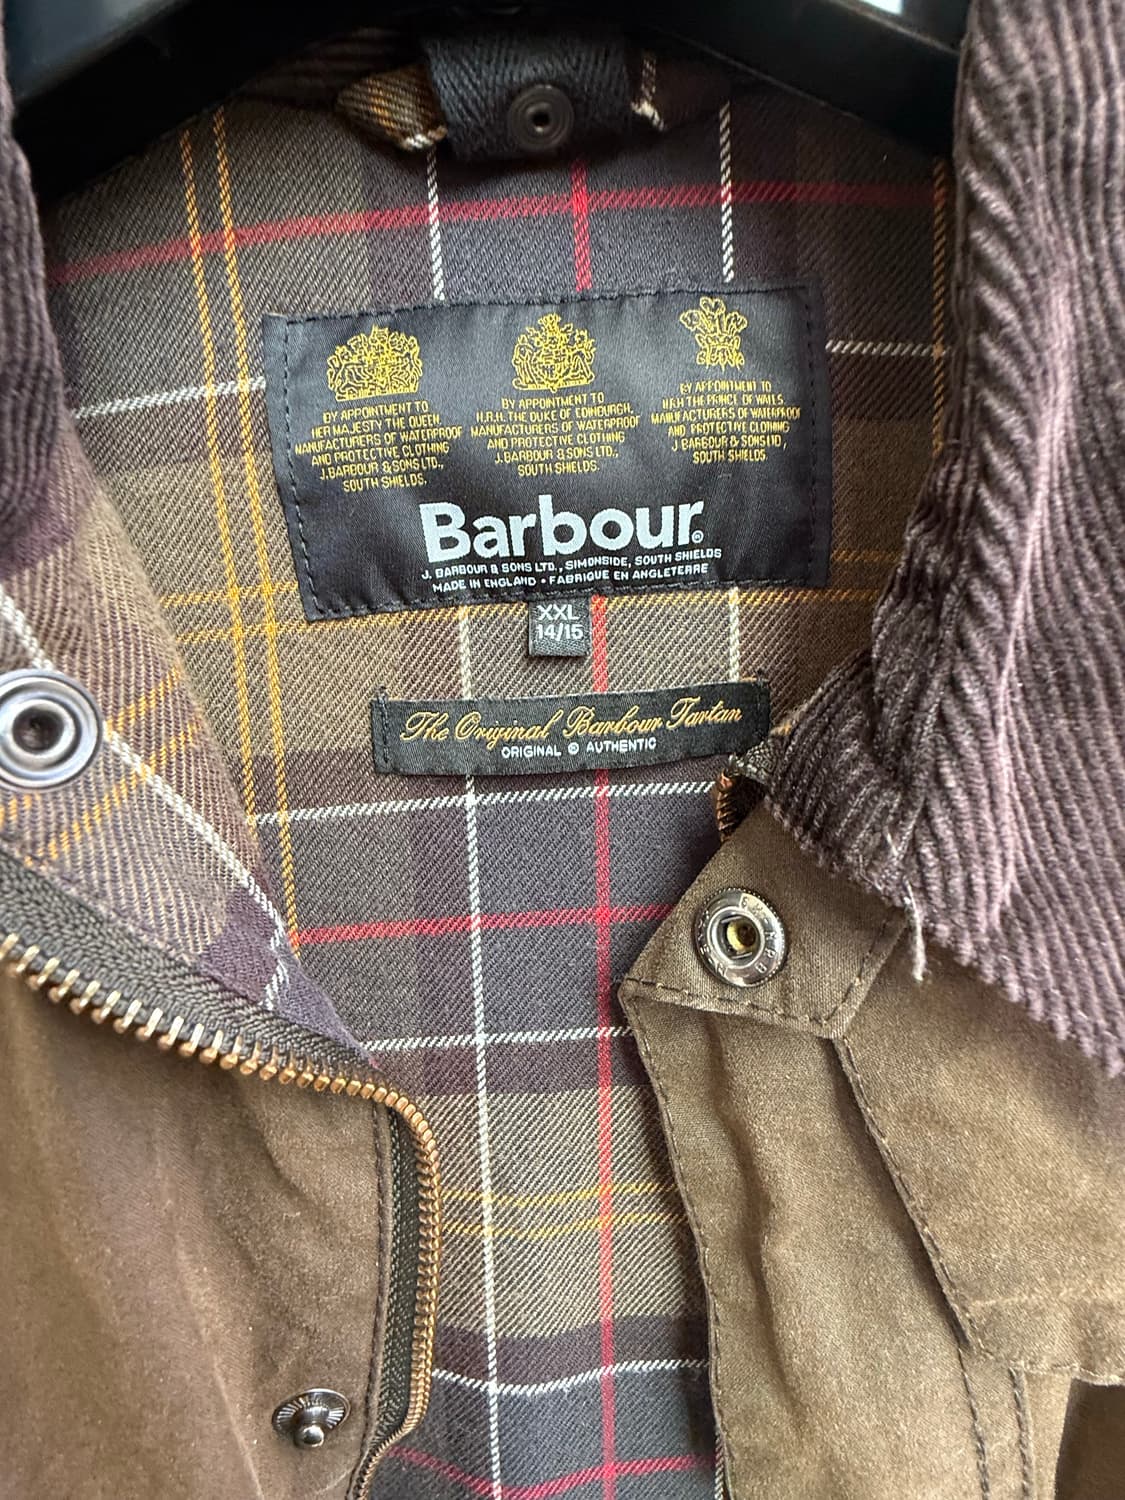 BY APPOINTMENT TO
HER MAJESTY THE QUEEN
MANUFACTURERS OF WATERPROOF
AND PROTECTIVE CLOTHING
J. BARBOUR & SONS LTD.,
SOUTH SHIELDS.
BY APPOINTMENT TO
H.R.H. THE DUKE OF EDINBURGH,
MANUFACTURERS OF WATERPROOF
AND PROTECTIVE CLOTHING
J. BARBOUR & SONS LTD.,
SOUTH SHIELDS.
BY APPOINTMENT TO
H.R.H THE PRINCE OF WALES
MANUFACTURERS OF WATERPROOF
AND PROTECTIVE CLOTHING
J. BARBOUR & SONS LTD,
SOUTH SHIELDS.
Barbour®
J. BARBOUR & SONS LTD., SIMONSIDE, SOUTH SHIELDS
MADE IN ENGLAND • FABRIQUE EN ANGLETERRE
XXL
14/15
The Original Barbour Tartan
ORIGINAL © AUTHENTIC